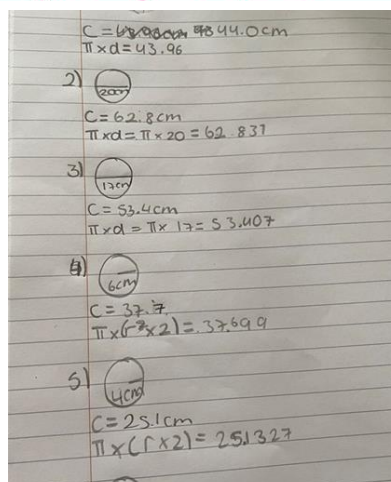 C = 44.0cm
π×d = 43.96
2)
20cm
C = 62.8cm
π×d = π×20 = 62.831
3)
17cm
C = 53.4cm
π×d = π×17 = 53.407
4)
6cm
C = 37.7
π×(r×2) = 37.699
5)
4cm
C = 25.1cm
π×(r×2) = 25.1327